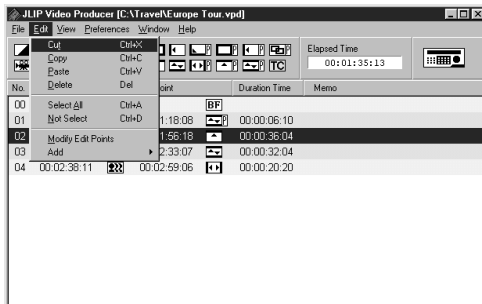 JLIP Video Producer [C:\Travel\Europe Tour.vpd]
File Edit View Preferences Window Help
Cut Ctrl+X
Copy Ctrl+C
Paste Ctrl+V
Delete Del
Select All Ctrl+A
Not Select Ctrl+D
Modify Edit Points
Add
P P P P
P P P TC
Elapsed Time
00:01:35:13
No. oint Duration Time Memo
00 BF
01 1:18:08 P 00:00:06:10
02 1:56:18 00:00:36:04
03 2:33:07 00:00:32:04
04 00:02:38:11 00:02:59:06 00:00:20:20